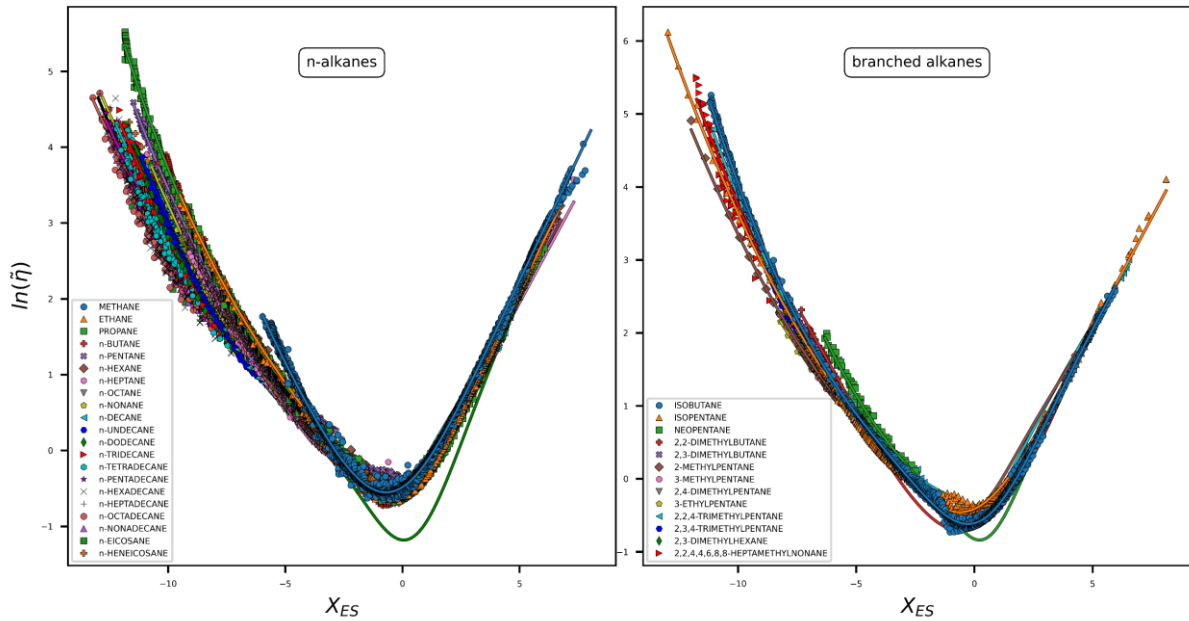 n-alkanes
5
4
3
2
1
0
−1
ln(η̃)
METHANE
ETHANE
PROPANE
n-BUTANE
n-PENTANE
n-HEXANE
n-HEPTANE
n-OCTANE
n-NONANE
n-DECANE
n-UNDECANE
n-DODECANE
n-TRIDECANE
n-TETRADECANE
n-PENTADECANE
n-HEXADECANE
n-HEPTADECANE
n-OCTADECANE
n-NONADECANE
n-EICOSANE
n-HENEICOSANE
−10 −5 0 5
X_ES
branched alkanes
6
5
4
3
2
1
0
−1
ISOBUTANE
ISOPENTANE
NEOPENTANE
2,2-DIMETHYLBUTANE
2,3-DIMETHYLBUTANE
2-METHYLPENTANE
3-METHYLPENTANE
2,4-DIMETHYLPENTANE
3-ETHYLPENTANE
2,2,4-TRIMETHYLPENTANE
2,3,4-TRIMETHYLPENTANE
2,3-DIMETHYLHEXANE
2,2,4,4,6,8,8-HEPTAMETHYLNONANE
−10 −5 0 5
X_ES